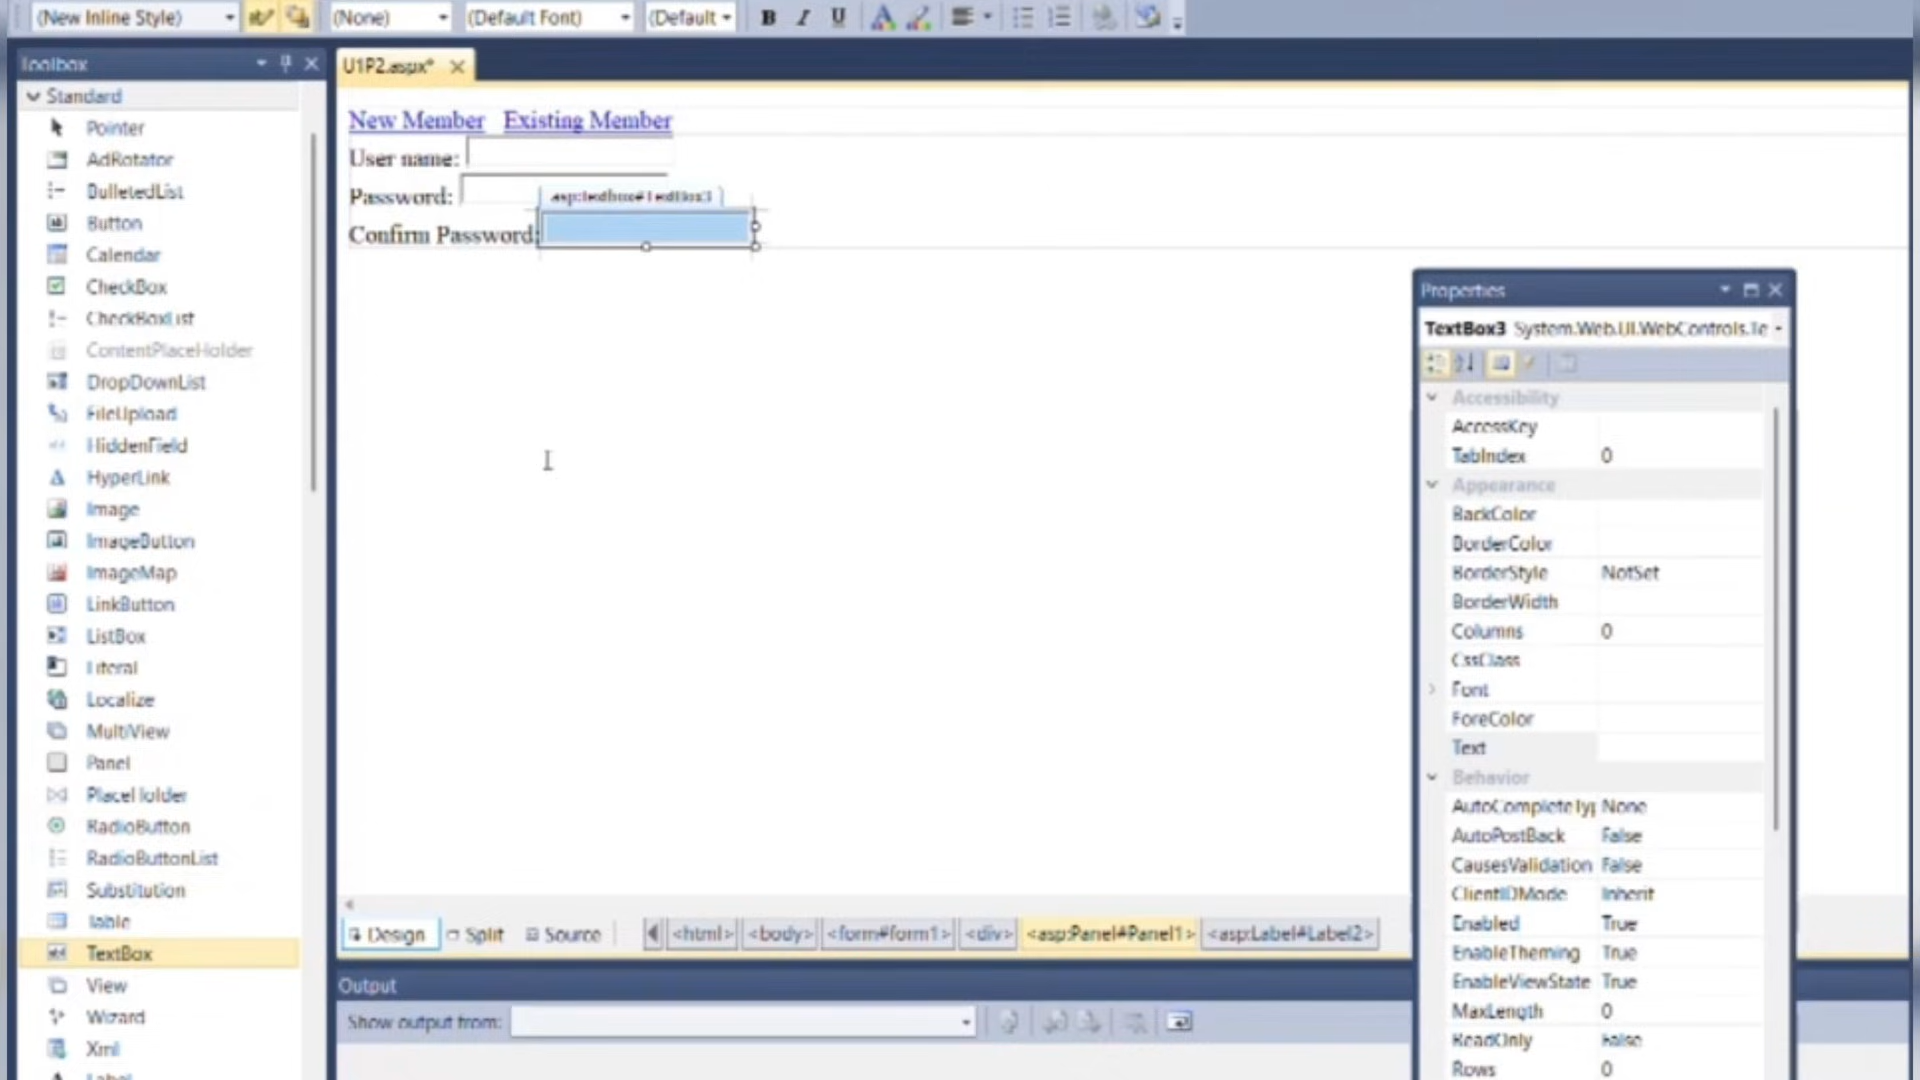 (New Inline Style) (None) (Default Font) (Default B I U
Toolbox
Standard
Pointer
AdRotator
BulletedList
Button
Calendar
CheckBox
CheckBoxList
ContentPlaceHolder
DropDownList
FileUpload
HiddenField
HyperLink
Image
ImageButton
ImageMap
LinkButton
ListBox
Literal
Localize
MultiView
Panel
PlaceHolder
RadioButton
RadioButtonList
Substitution
Table
TextBox
View
Wizard
Xml
Label
U1P2.aspx*
New Member Existing Member
User name:
Password:
asp:textbox#TextBox3
Confirm Password:
Design Split Source <html> <body> <form#form1> <div> <asp:Panel#Panel1> <asp:Label#Label2>
Output
Show output from:
Properties
TextBox3 System.Web.UI.WebControls.Te
Accessibility
AccessKey
TabIndex 0
Appearance
BackColor
BorderColor
BorderStyle NotSet
BorderWidth
Columns 0
CssClass
Font
ForeColor
Text
Behavior
AutoCompleteTyp None
AutoPostBack False
CausesValidation False
ClientIDMode Inherit
Enabled True
EnableTheming True
EnableViewState True
MaxLength 0
ReadOnly False
Rows 0